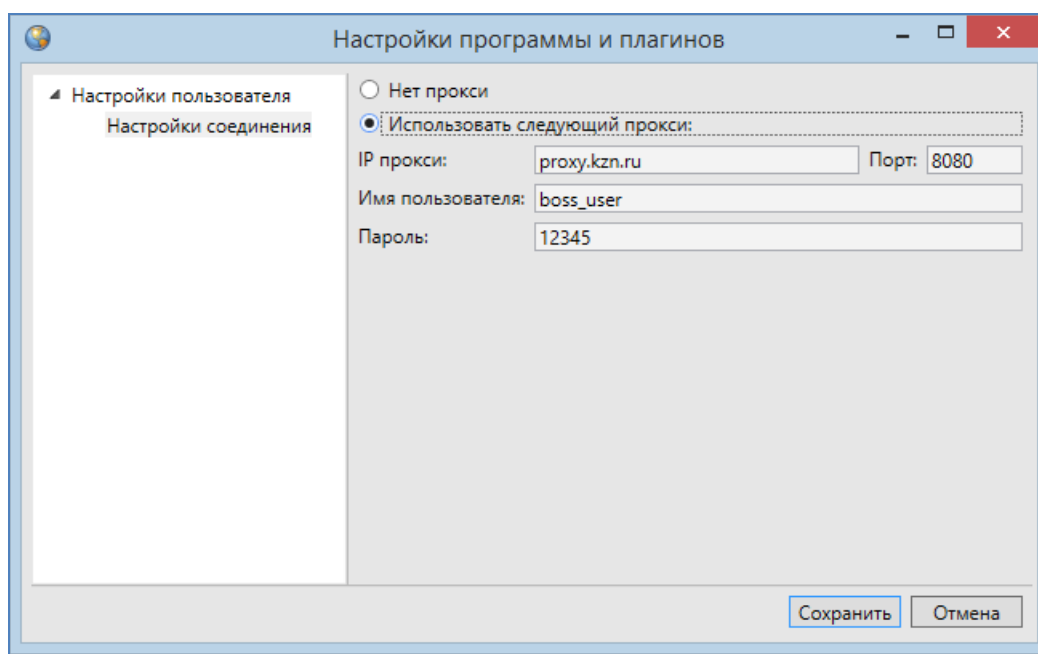 Настройки программы и плагинов
Настройки пользователя
Настройки соединения
Нет прокси
Использовать следующий прокси:
IP прокси: proxy.kzn.ru Порт: 8080
Имя пользователя: boss_user
Пароль: 12345
Сохранить Отмена